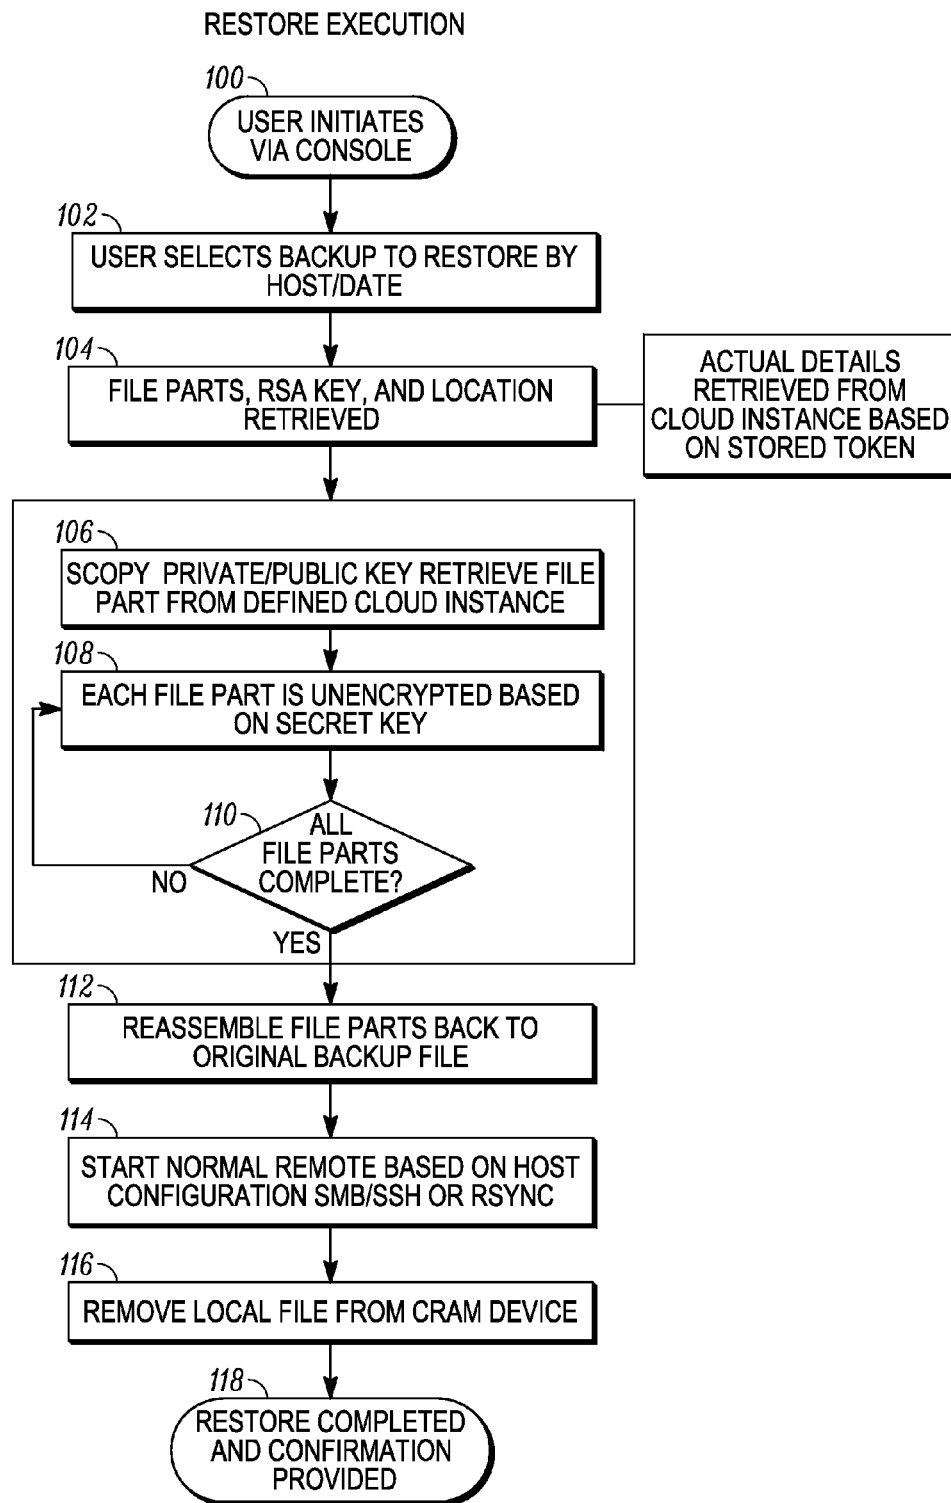 RESTORE EXECUTION
100
USER INITIATES
VIA CONSOLE
102
USER SELECTS BACKUP TO RESTORE BY
HOST/DATE
104
FILE PARTS, RSA KEY, AND LOCATION
RETRIEVED
ACTUAL DETAILS
RETRIEVED FROM
CLOUD INSTANCE BASED
ON STORED TOKEN
106
SCOPY PRIVATE/PUBLIC KEY RETRIEVE FILE
PART FROM DEFINED CLOUD INSTANCE
108
EACH FILE PART IS UNENCRYPTED BASED
ON SECRET KEY
110
ALL
FILE PARTS
COMPLETE?
NO
YES
112
REASSEMBLE FILE PARTS BACK TO
ORIGINAL BACKUP FILE
114
START NORMAL REMOTE BASED ON HOST
CONFIGURATION SMB/SSH OR RSYNC
116
REMOVE LOCAL FILE FROM CRAM DEVICE
118
RESTORE COMPLETED
AND CONFIRMATION
PROVIDED